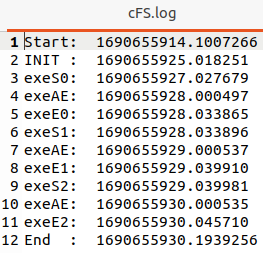 cFS.log
1 Start: 1690655914.1007266
2 INIT : 1690655925.018251
3 exeS0: 1690655927.027679
4 exeAE: 1690655928.000497
5 exeE0: 1690655928.033865
6 exeS1: 1690655928.033896
7 exeAE: 1690655929.000537
8 exeE1: 1690655929.039910
9 exeS2: 1690655929.039981
10 exeAE: 1690655930.000535
11 exeE2: 1690655930.045710
12 End  : 1690655930.1939256